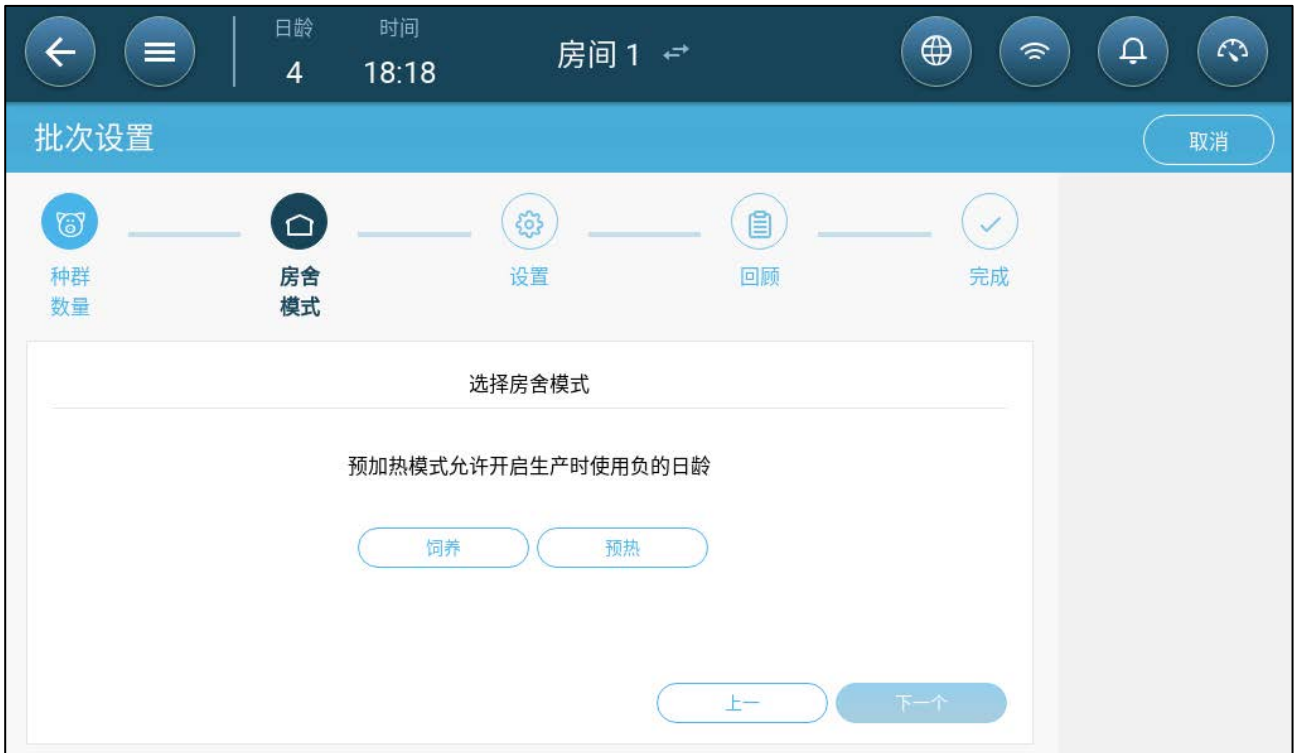 日龄
时间
4
18:18
房间 1
批次设置
取消
种群
数量
房舍
模式
设置
回顾
完成
选择房舍模式
预加热模式允许开启生产时使用负的日龄
饲养
预热
上一
下一个